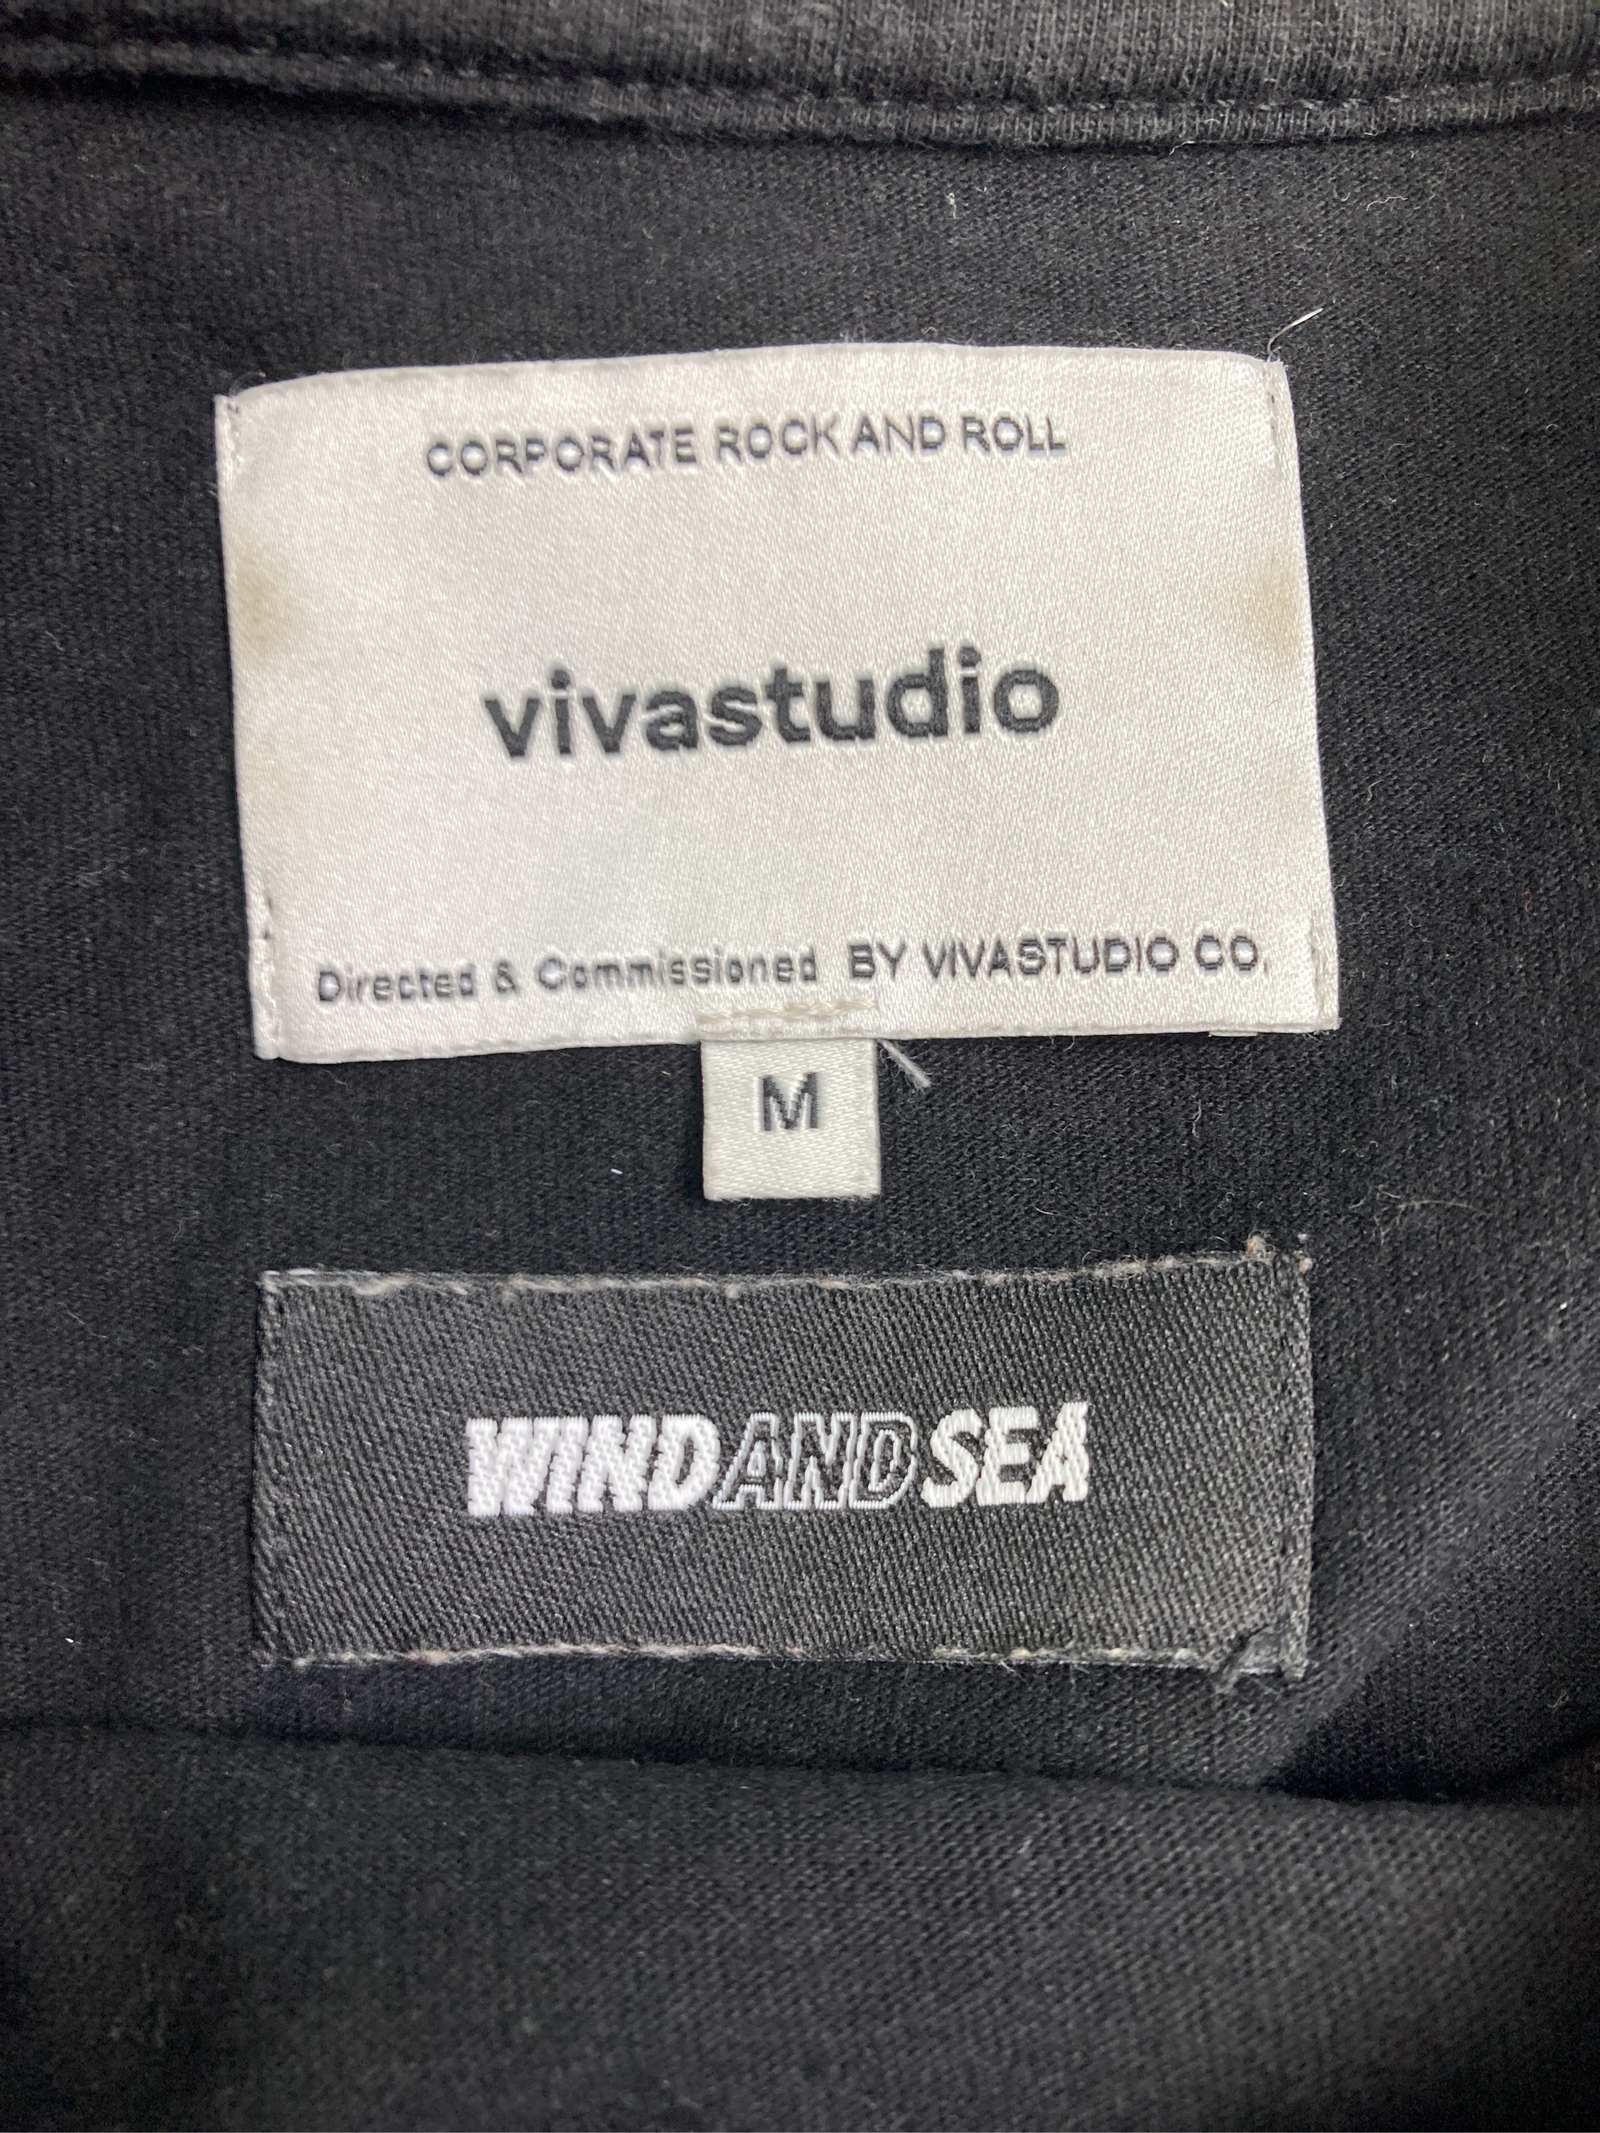 CORPORATE ROCK AND ROLL
vivastudio
Directed & Commissioned BY VIVASTUDIO CO.
M
WINDANDSEA